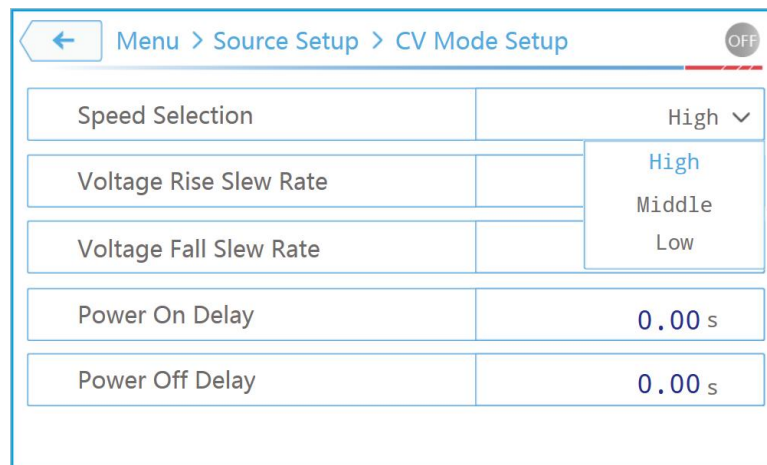 Menu > Source Setup > CV Mode Setup OFF
Speed Selection High
High
Voltage Rise Slew Rate
Middle
Voltage Fall Slew Rate Low
Power On Delay 0.00 s
Power Off Delay 0.00 s